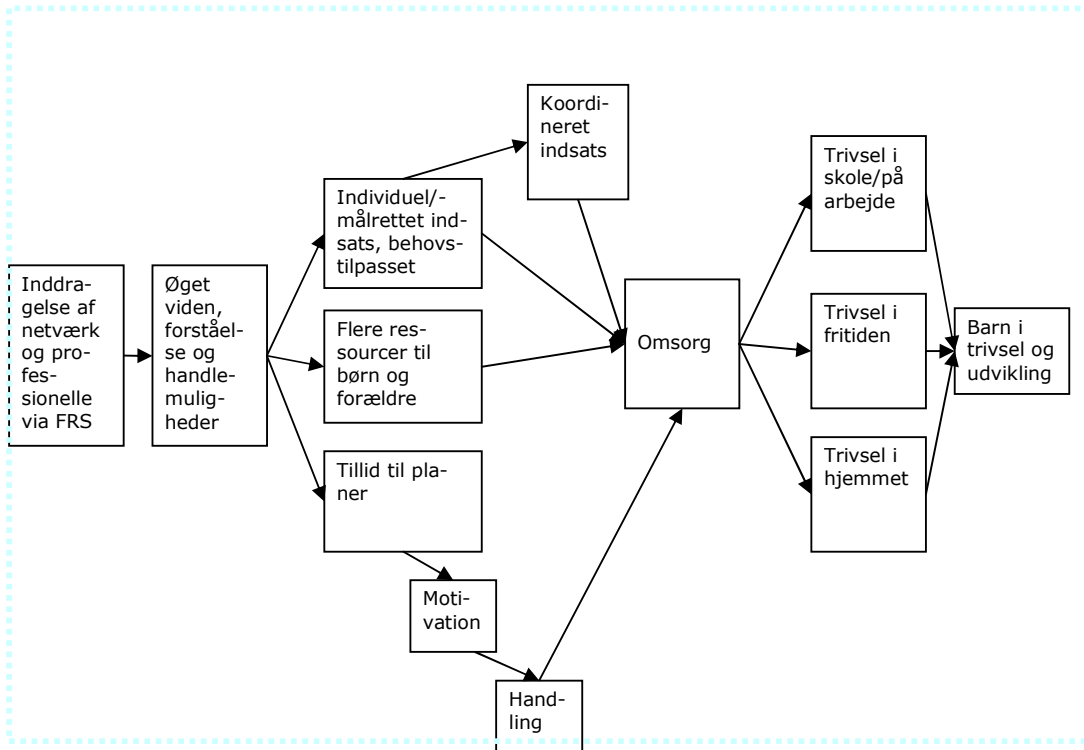 Inddra-
gelse af
netværk
og pro-
fes-
sionelle
via FRS
Øget
viden,
forståel-
se og
handle-
mulig-
heder
Individuel/-
målrettet ind-
sats, behovs-
tilpasset
Flere res-
sourcer til
børn og
forældre
Tillid til pla-
ner
Moti-
vation
Hand-
ling
Koordi-
neret
indsats
Omsorg
Trivsel i
skole/på
arbejde
Trivsel i
fritiden
Trivsel i
hjemmet
Barn i
trivsel og
udvikling